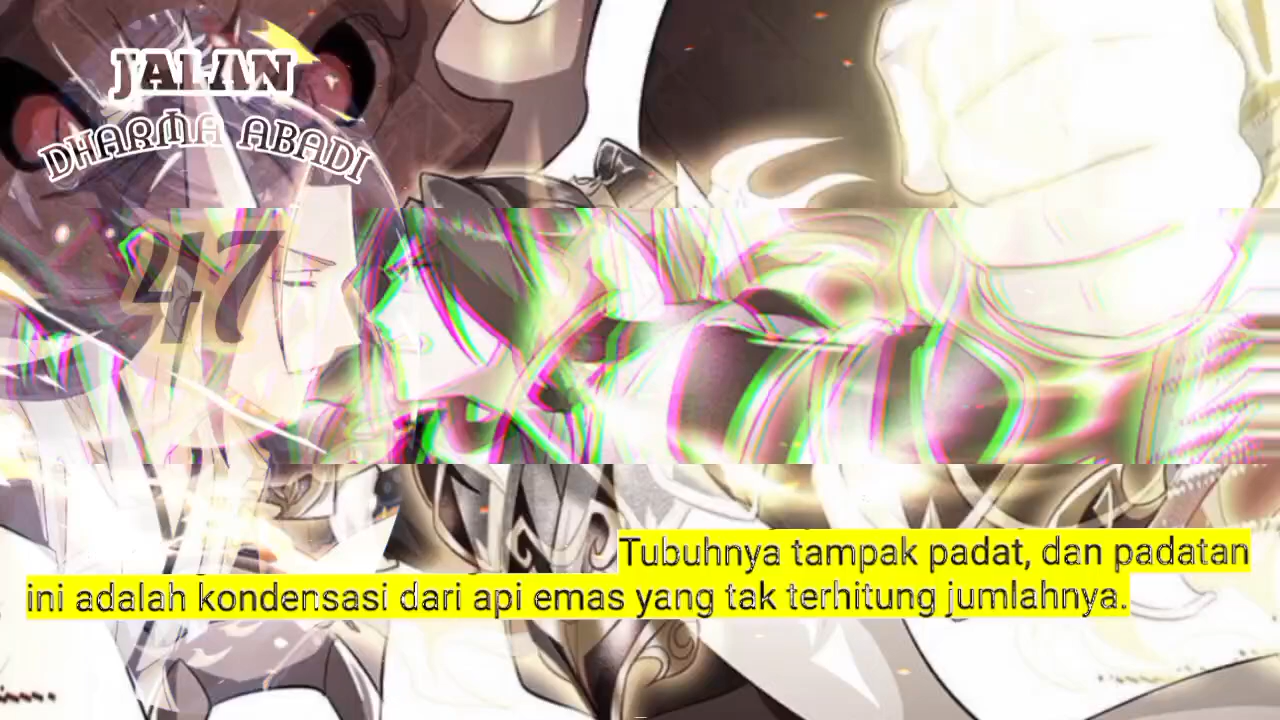 JALAN
DHARMA ABADI
47
Tubuhnya tampak padat, dan padatan
ini adalah kondensasi dari api emas yang tak terhitung jumlahnya.